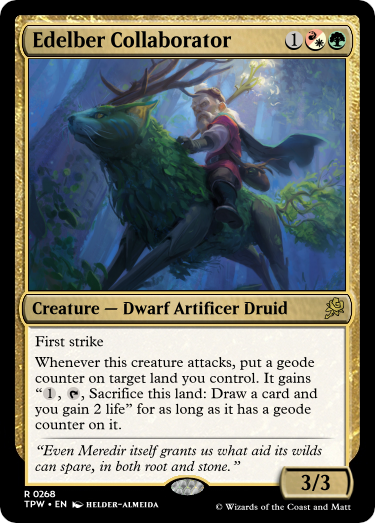 Edelber Collaborator 1
Creature — Dwarf Artificer Druid
First strike
Whenever this creature attacks, put a geode
counter on target land you control. It gains
“1, , Sacrifice this land: Draw a card and
you gain 2 life” for as long as it has a geode
counter on it.
“Even Meredir itself grants us what aid its wilds
can spare, in both root and stone.”
3/3
R 0268
TPW • EN HELDER-ALMEIDA
© Wizards of the Coast and Matt